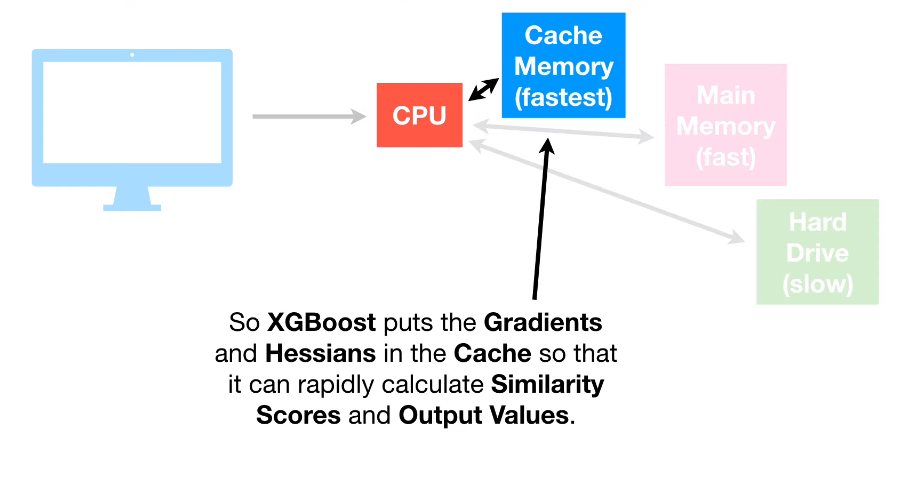 Cache
Memory
(fastest)
CPU
Main
Memory
(fast)
Hard
Drive
(slow)
So XGBoost puts the Gradients
and Hessians in the Cache so that
it can rapidly calculate Similarity
Scores and Output Values.